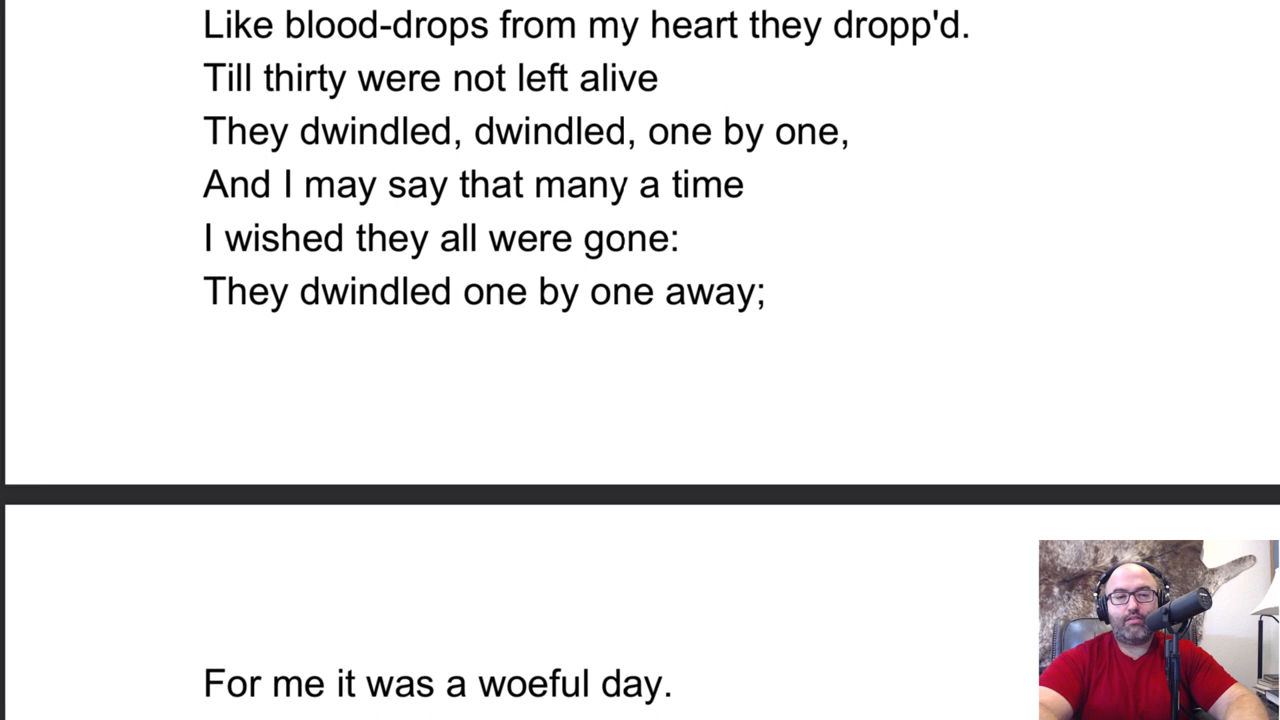 Like blood-drops from my heart they dropp'd.
Till thirty were not left alive
They dwindled, dwindled, one by one,
And I may say that many a time
I wished they all were gone:
They dwindled one by one away;
For me it was a woeful day.